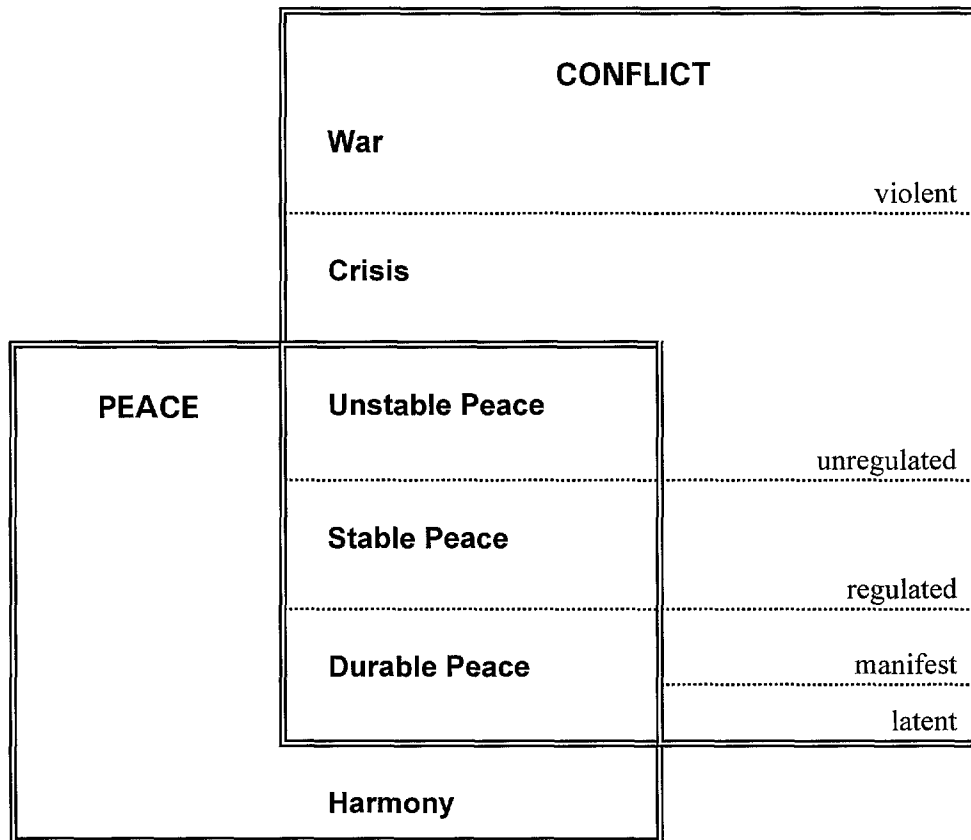 CONFLICT
War
violent
Crisis
PEACE
Unstable Peace
unregulated
Stable Peace
regulated
Durable Peace
manifest
latent
Harmony